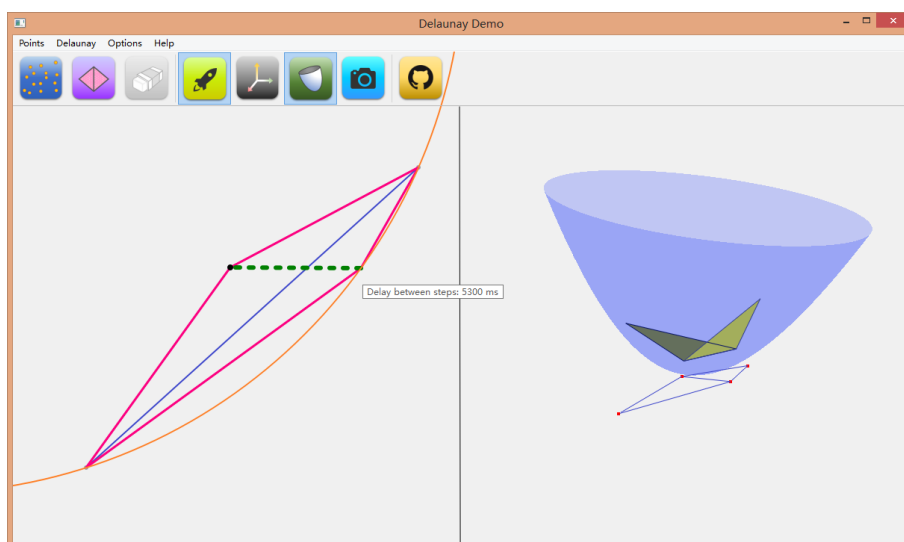 Delaunay Demo
Points Delaunay Options Help
Delay between steps: 5300 ms